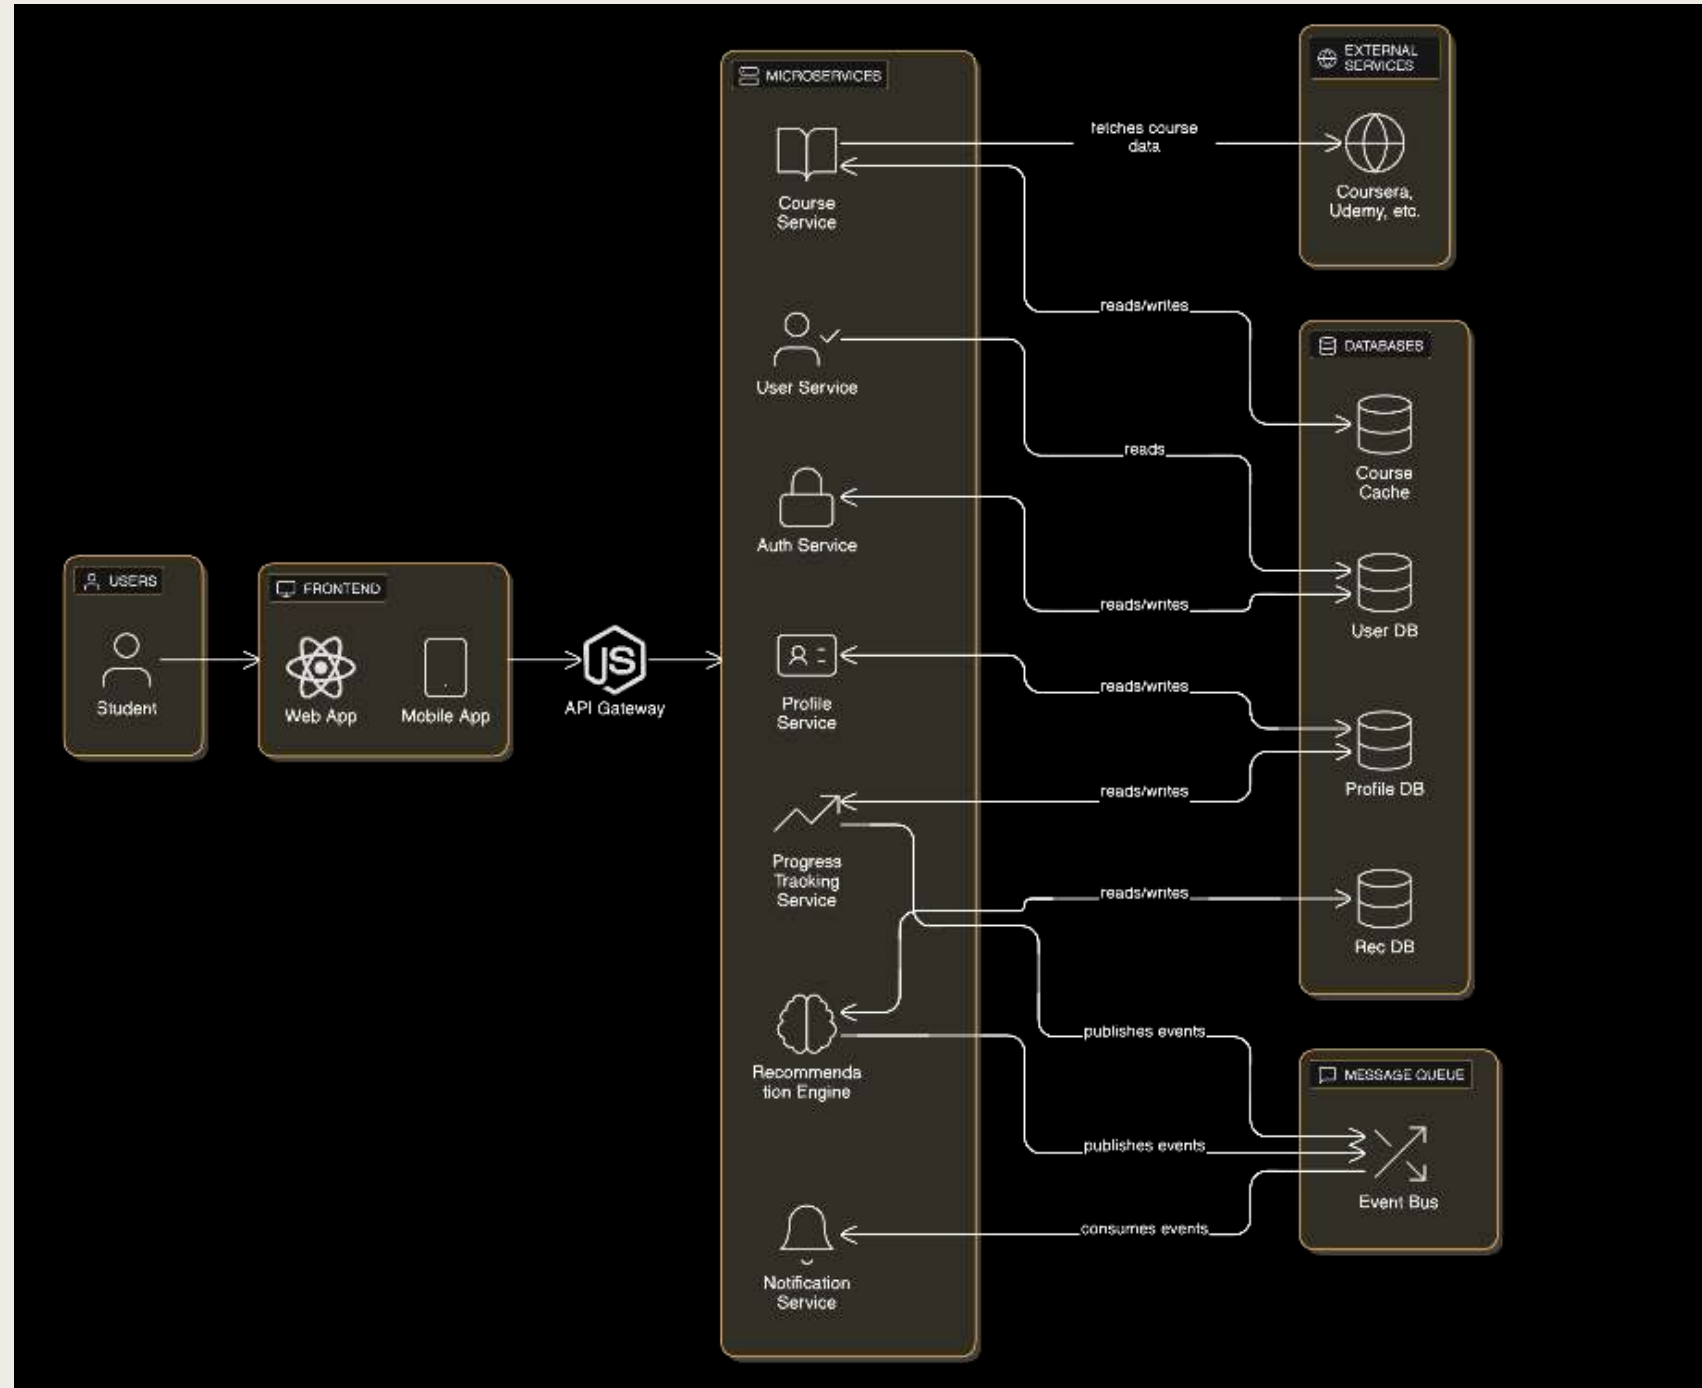 USERS
Student
FRONTEND
Web App
Mobile App
JS
API Gateway
MICROSERVICES
Course
Service
User Service
Auth Service
Profile
Service
Progress
Tracking
Service
Recommenda
tion Engine
Notification
Service
fetches course
data
reads/writes
reads
reads/writes
reads/writes
reads/writes
reads/writes
publishes events
publishes events
consumes events
EXTERNAL
SERVICES
Coursera,
Udemy, etc.
DATABASES
Course
Cache
User DB
Profile DB
Rec DB
MESSAGE QUEUE
Event Bus